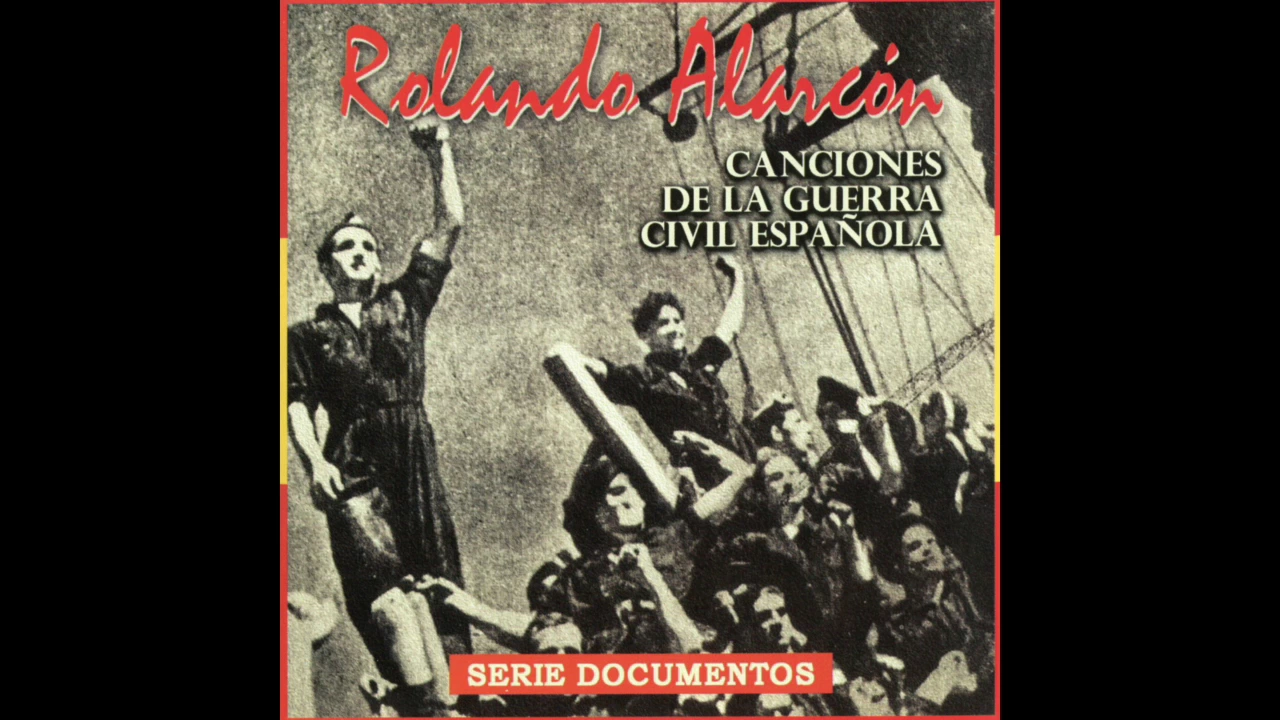 Rolando Alarcón
CANCIONES
DE LA GUERRA
CIVIL ESPAÑOLA
SERIE DOCUMENTOS